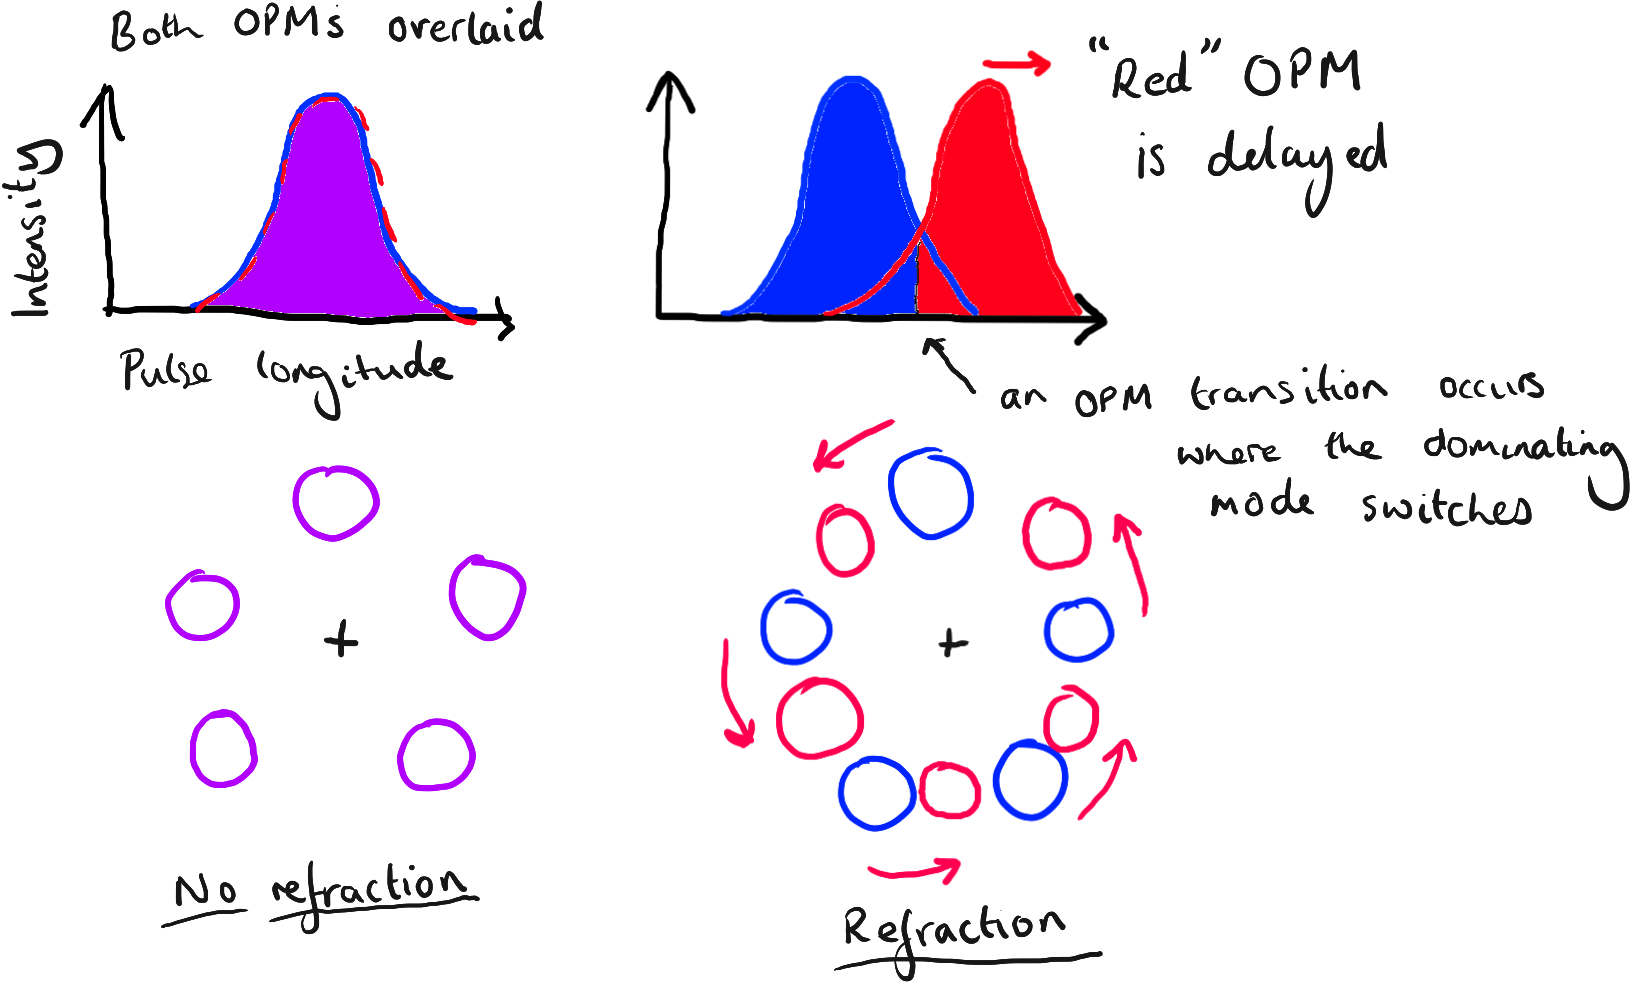 Both OPMs overlaid
Intensity
Pulse longitude
"Red" OPM
is delayed
an OPM transition occurs
where the dominating
mode switches
+
+
No refraction
Refraction